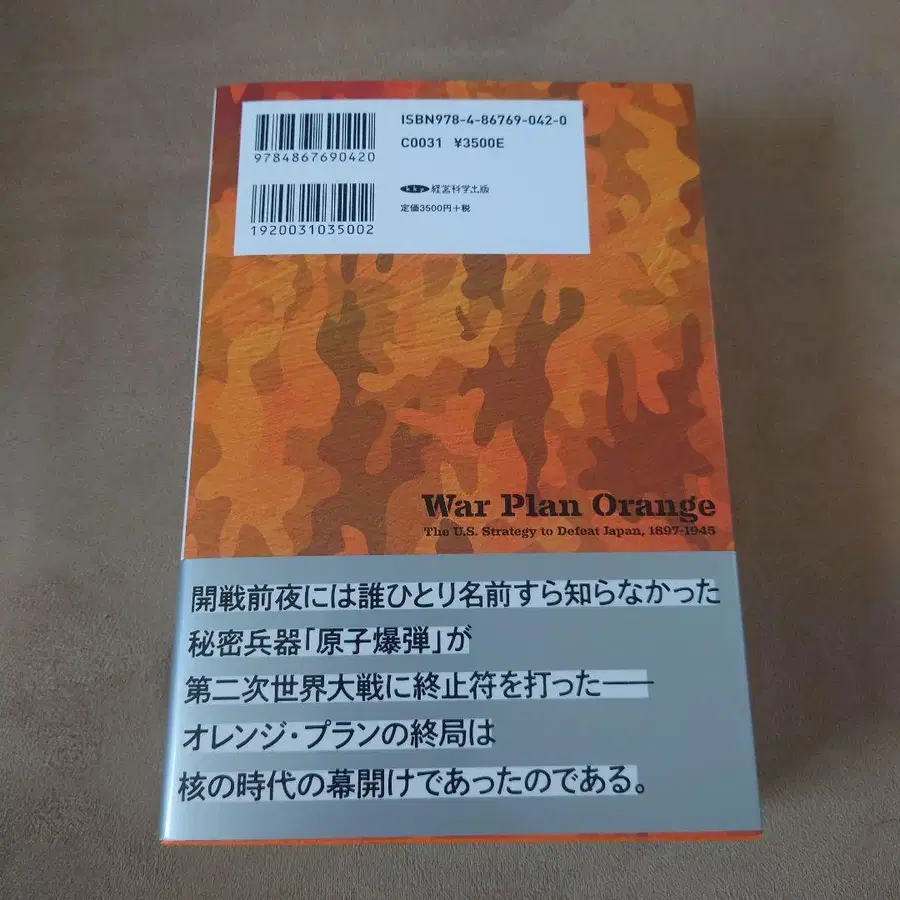 ISBN978-4-86769-042-0
C0031 ¥3500E
9784867690420
経営科学出版
定価3500円+税
1920031035002
War Plan Orange
The U.S. Strategy to Defeat Japan, 1897-1945
開戦前夜には誰ひとり名前すら知らなかった
秘密兵器「原子爆弾」が
第二次世界大戦に終止符を打った――
オレンジ・プランの終局は
核の時代の幕開けであったのである。